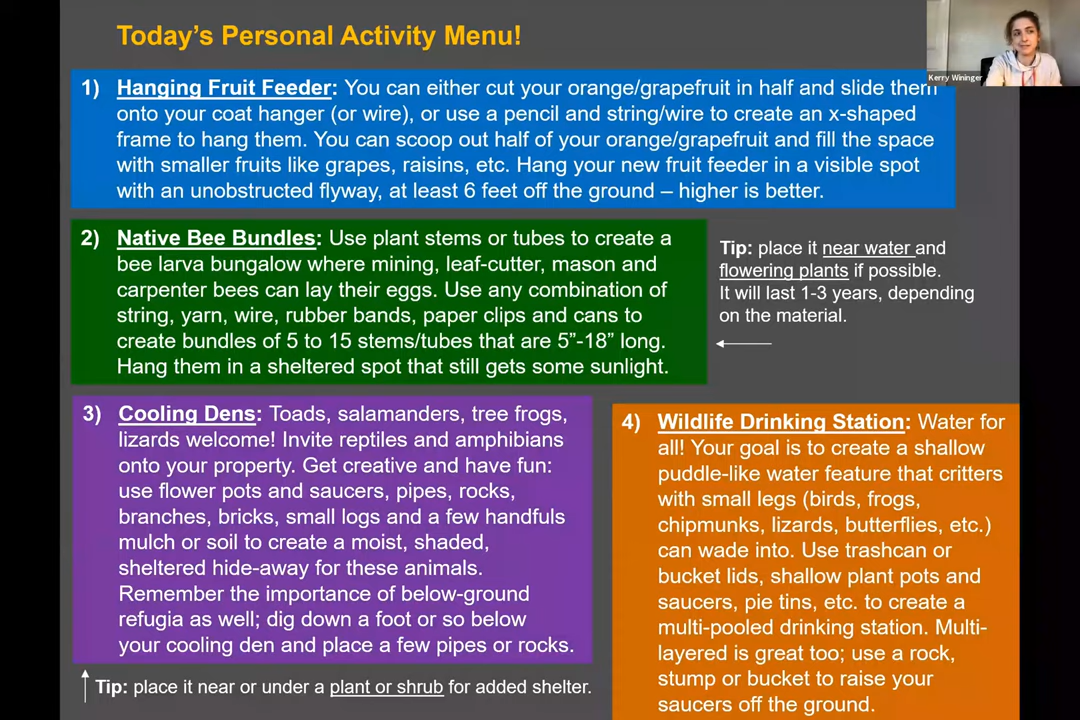 Today's Personal Activity Menu!
Kerry Wininger
1) Hanging Fruit Feeder: You can either cut your orange/grapefruit in half and slide them
onto your coat hanger (or wire), or use a pencil and string/wire to create an x-shaped
frame to hang them. You can scoop out half of your orange/grapefruit and fill the space
with smaller fruits like grapes, raisins, etc. Hang your new fruit feeder in a visible spot
with an unobstructed flyway, at least 6 feet off the ground – higher is better.
2) Native Bee Bundles: Use plant stems or tubes to create a
bee larva bungalow where mining, leaf-cutter, mason and
carpenter bees can lay their eggs. Use any combination of
string, yarn, wire, rubber bands, paper clips and cans to
create bundles of 5 to 15 stems/tubes that are 5”-18” long.
Hang them in a sheltered spot that still gets some sunlight.
Tip: place it near water and
flowering plants if possible.
It will last 1-3 years, depending
on the material.
3) Cooling Dens: Toads, salamanders, tree frogs,
lizards welcome! Invite reptiles and amphibians
onto your property. Get creative and have fun:
use flower pots and saucers, pipes, rocks,
branches, bricks, small logs and a few handfuls
mulch or soil to create a moist, shaded,
sheltered hide-away for these animals.
Remember the importance of below-ground
refugia as well; dig down a foot or so below
your cooling den and place a few pipes or rocks.
Tip: place it near or under a plant or shrub for added shelter.
4) Wildlife Drinking Station: Water for
all! Your goal is to create a shallow
puddle-like water feature that critters
with small legs (birds, frogs,
chipmunks, lizards, butterflies, etc.)
can wade into. Use trashcan or
bucket lids, shallow plant pots and
saucers, pie tins, etc. to create a
multi-pooled drinking station. Multi-
layered is great too; use a rock,
stump or bucket to raise your
saucers off the ground.